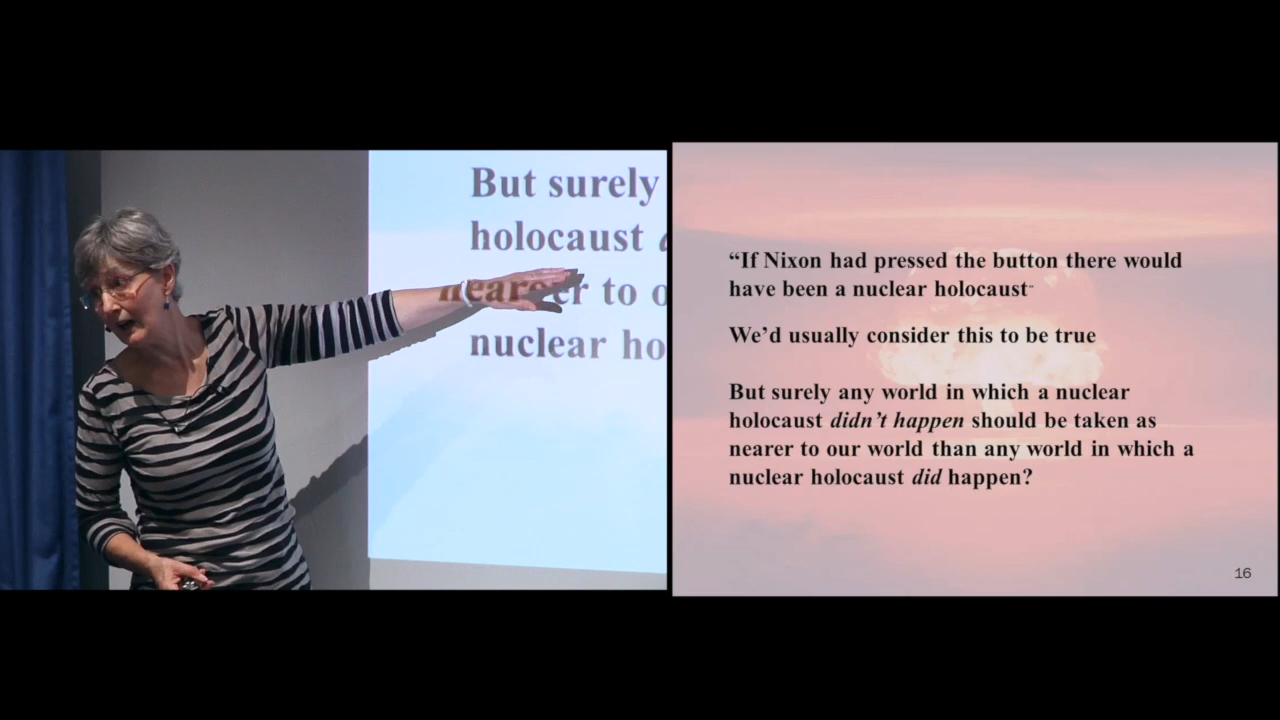 But surely
holocaust
nearer to o
nuclear ho
“If Nixon had pressed the button there would
have been a nuclear holocaust"
We’d usually consider this to be true
But surely any world in which a nuclear
holocaust didn’t happen should be taken as
nearer to our world than any world in which a
nuclear holocaust did happen?
16